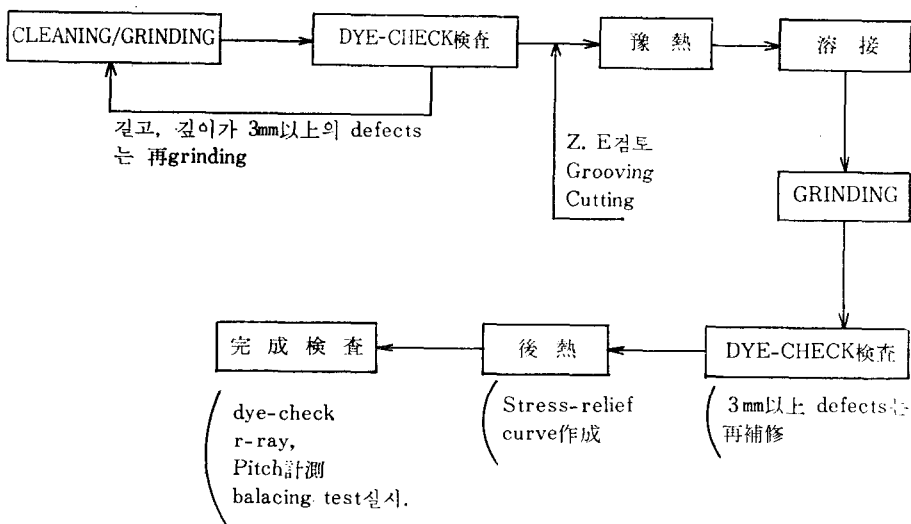 CLEANING/GRINDING
DYE-CHECK検査
豫熱
溶接
길고, 깊이가 3mm以上의 defects
는 再grinding
Z. E검토
Grooving
Cutting
GRINDING
完成検査
後熱
DYE-CHECK検査
dye-check
r-ray,
Pitch計測
balacing test실시.
Stress-relief
curve作成
3mm以上 defects는
再補修